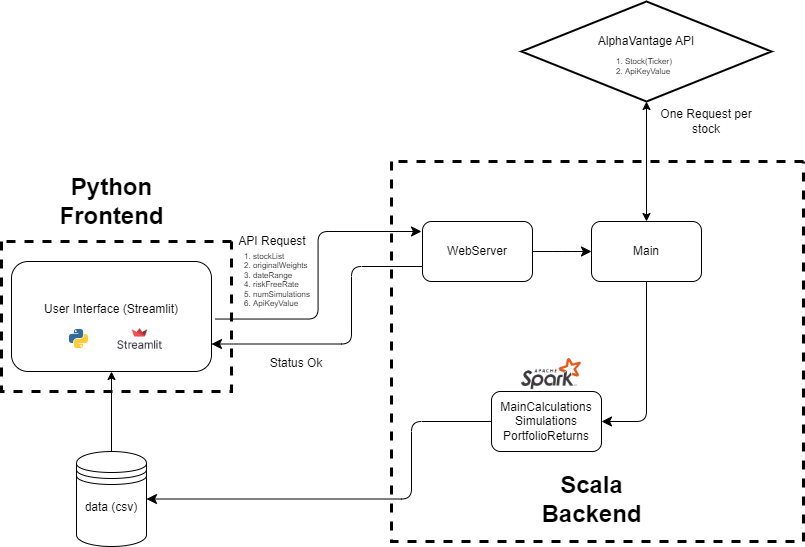 AlphaVantage API
1. Stock(Ticker)
2. ApiKeyValue
One Request per
stock
Python
Frontend
API Request
1. stockList
2. originalWeights
3. dateRange
4. riskFreeRate
5. numSimulations
6. ApiKeyValue
WebServer
Main
User Interface (Streamlit)
Streamlit
Status Ok
APACHE
Spark
MainCalculations
Simulations
PortfolioReturns
data (csv)
Scala
Backend